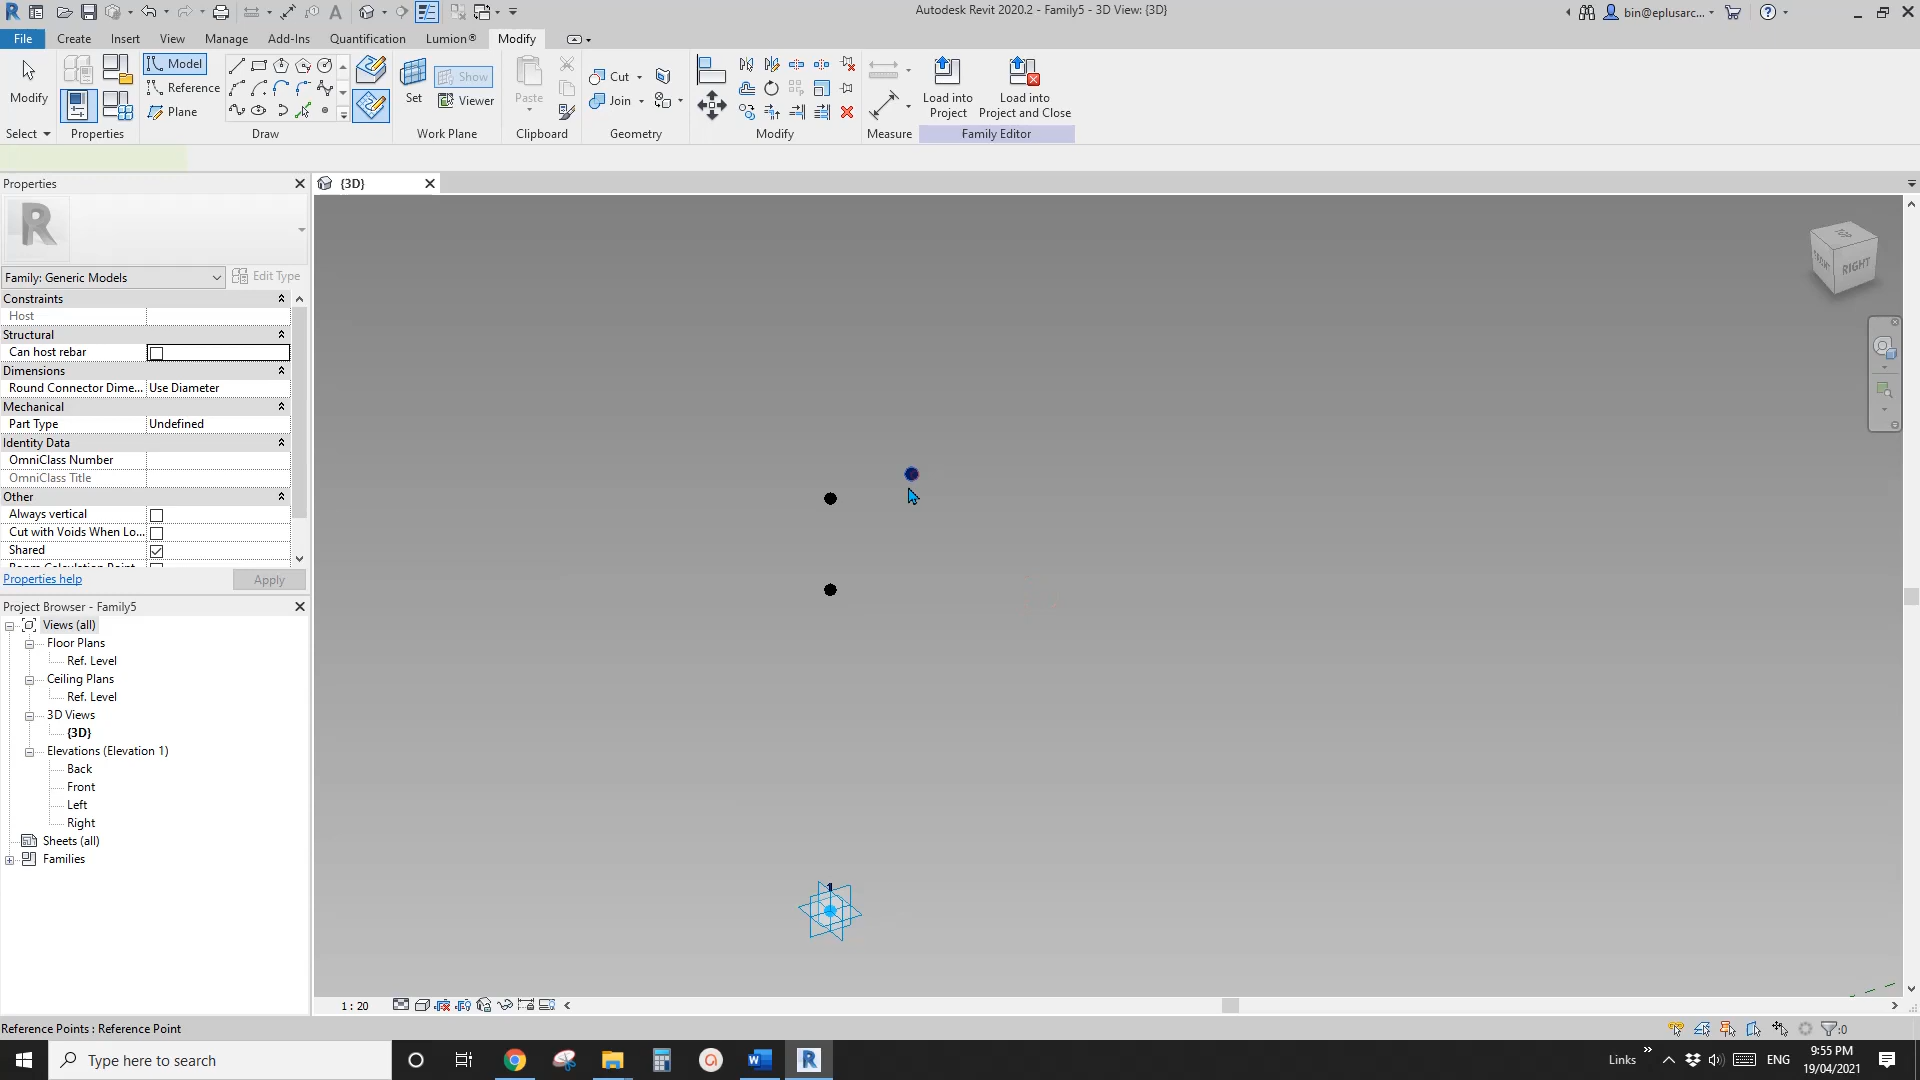 Autodesk Revit 2020.2 - Family5 - 3D View: {3D}
bin@eplusarc...
File Create Insert View Manage Add-Ins Quantification Lumion® Modify
Modify
Select
Properties
Model
Reference
Plane
Draw
Set
Show
Viewer
Work Plane
Paste
Clipboard
Cut
Join
Geometry
Modify
Measure
Load into
Project
Load into
Project and Close
Family Editor
Properties
{3D}
R
Family: Generic Models
Edit Type
Constraints
Host
Structural
Can host rebar
Dimensions
Round Connector Dime... Use Diameter
Mechanical
Part Type Undefined
Identity Data
OmniClass Number
OmniClass Title
Other
Always vertical
Cut with Voids When Lo...
Shared
Room Calculation Point
Properties help
Apply
Project Browser - Family5
Views (all)
Floor Plans
Ref. Level
Ceiling Plans
Ref. Level
3D Views
{3D}
Elevations (Elevation 1)
Back
Front
Left
Right
Sheets (all)
Families
TOP
FRONT
RIGHT
1
1 : 20
Reference Points : Reference Point
:0
Type here to search
Links
ENG
9:55 PM
19/04/2021